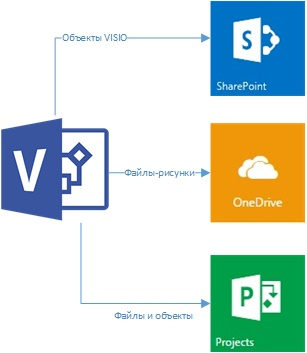 Объекты VISIO
S
SharePoint
V
Файлы-рисунки
OneDrive
P
Файлы и объекты
Projects